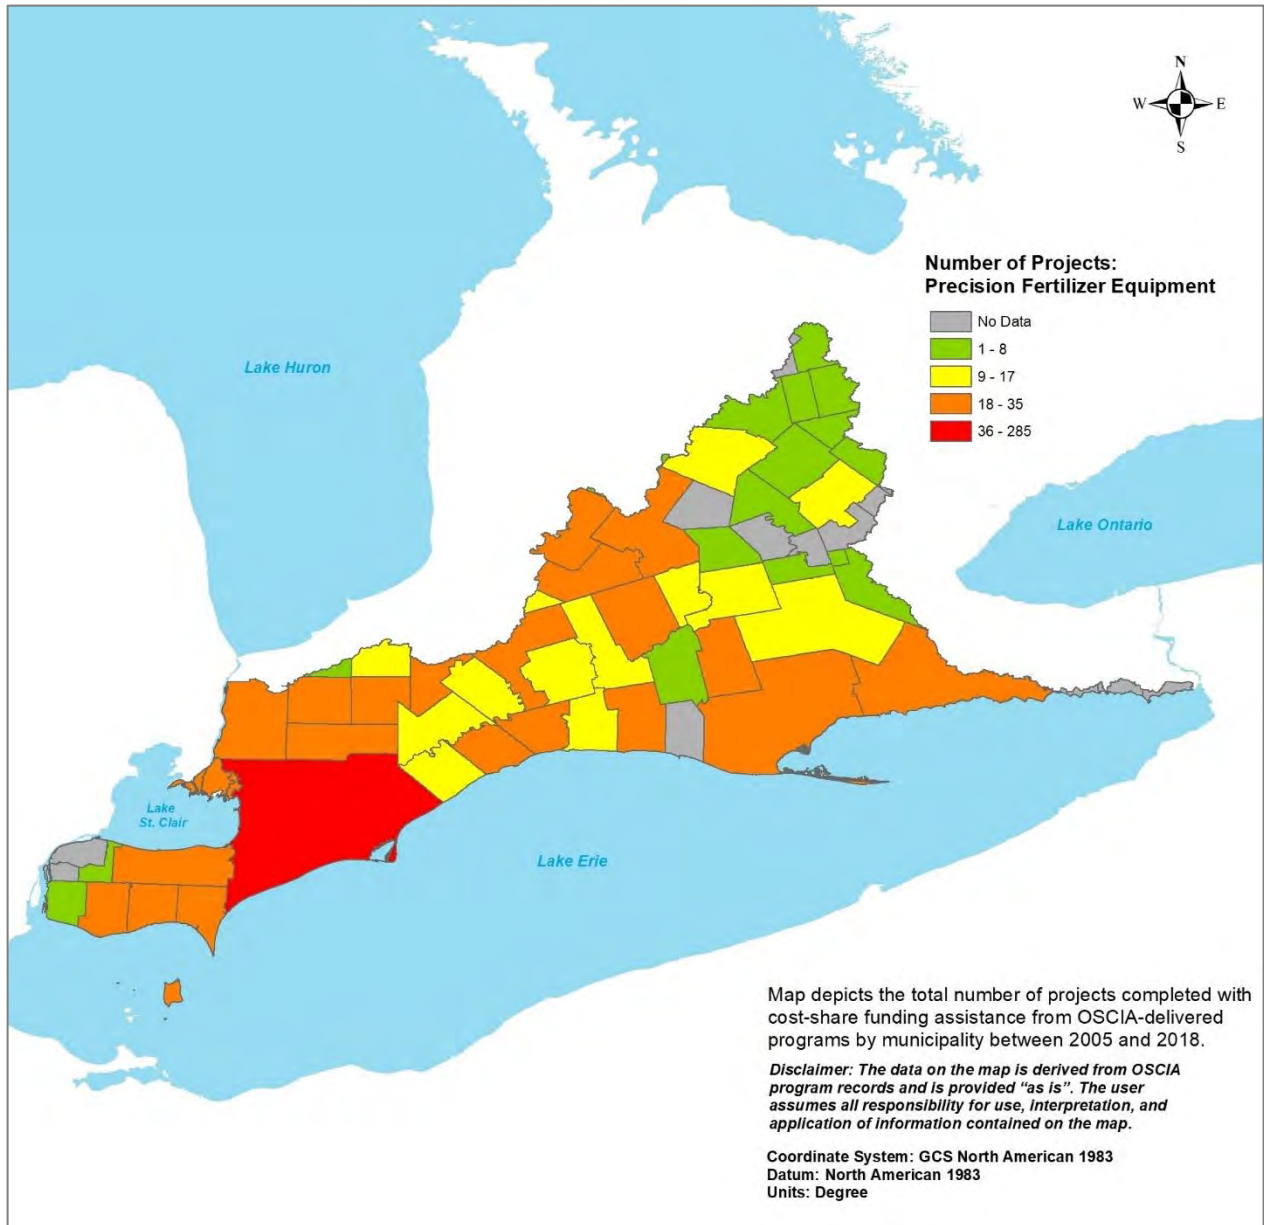 N
W E
S
Number of Projects:
Precision Fertilizer Equipment
No Data
1 - 8
9 - 17
18 - 35
36 - 285
Lake Huron
Lake Ontario
Lake
St. Clair
Lake Erie
Map depicts the total number of projects completed with
cost-share funding assistance from OSCIA-delivered
programs by municipality between 2005 and 2018.
Disclaimer: The data on the map is derived from OSCIA
program records and is provided “as is”. The user
assumes all responsibility for use, interpretation, and
application of information contained on the map.
Coordinate System: GCS North American 1983
Datum: North American 1983
Units: Degree